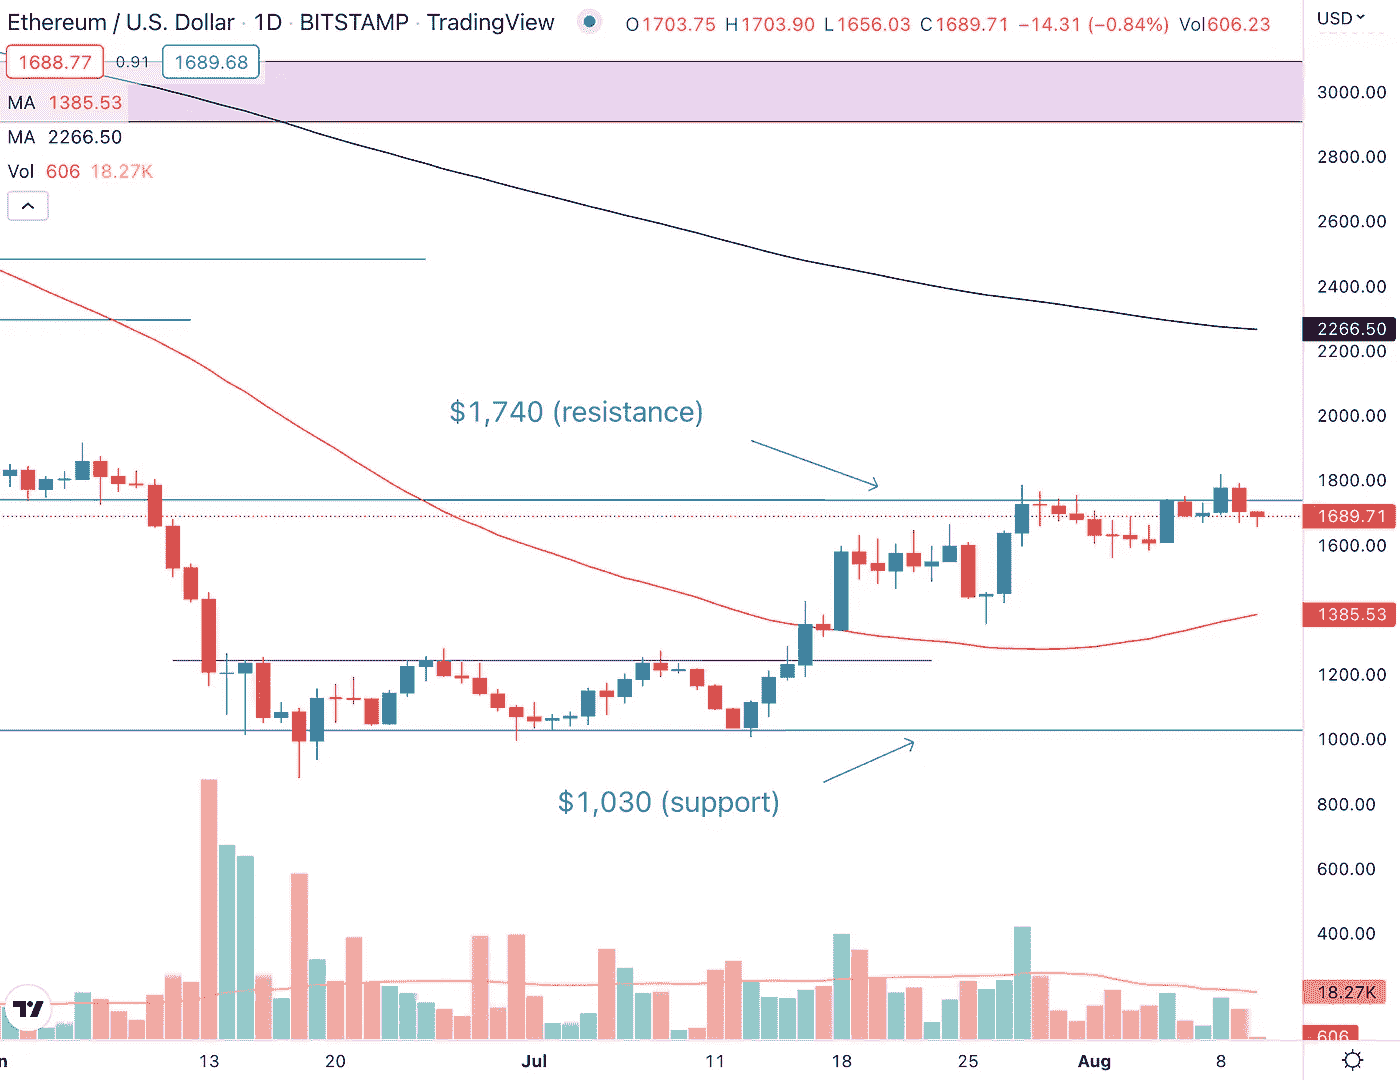 Ethereum / U.S. Dollar · 1D · BITSTAMP · TradingView O1703.75 H1703.90 L1656.03 C1689.71 −14.31 (−0.84%) Vol606.23
USD
1688.77 0.91 1689.68
MA 1385.53
MA 2266.50
Vol 606 18.27K
3000.00
2800.00
2600.00
2400.00
2266.50
2200.00
2000.00
1800.00
1689.71
1600.00
1385.53
1200.00
1000.00
800.00
600.00
400.00
18.27K
606
$1,740 (resistance)
$1,030 (support)
13 20 Jul 11 18 25 Aug 8